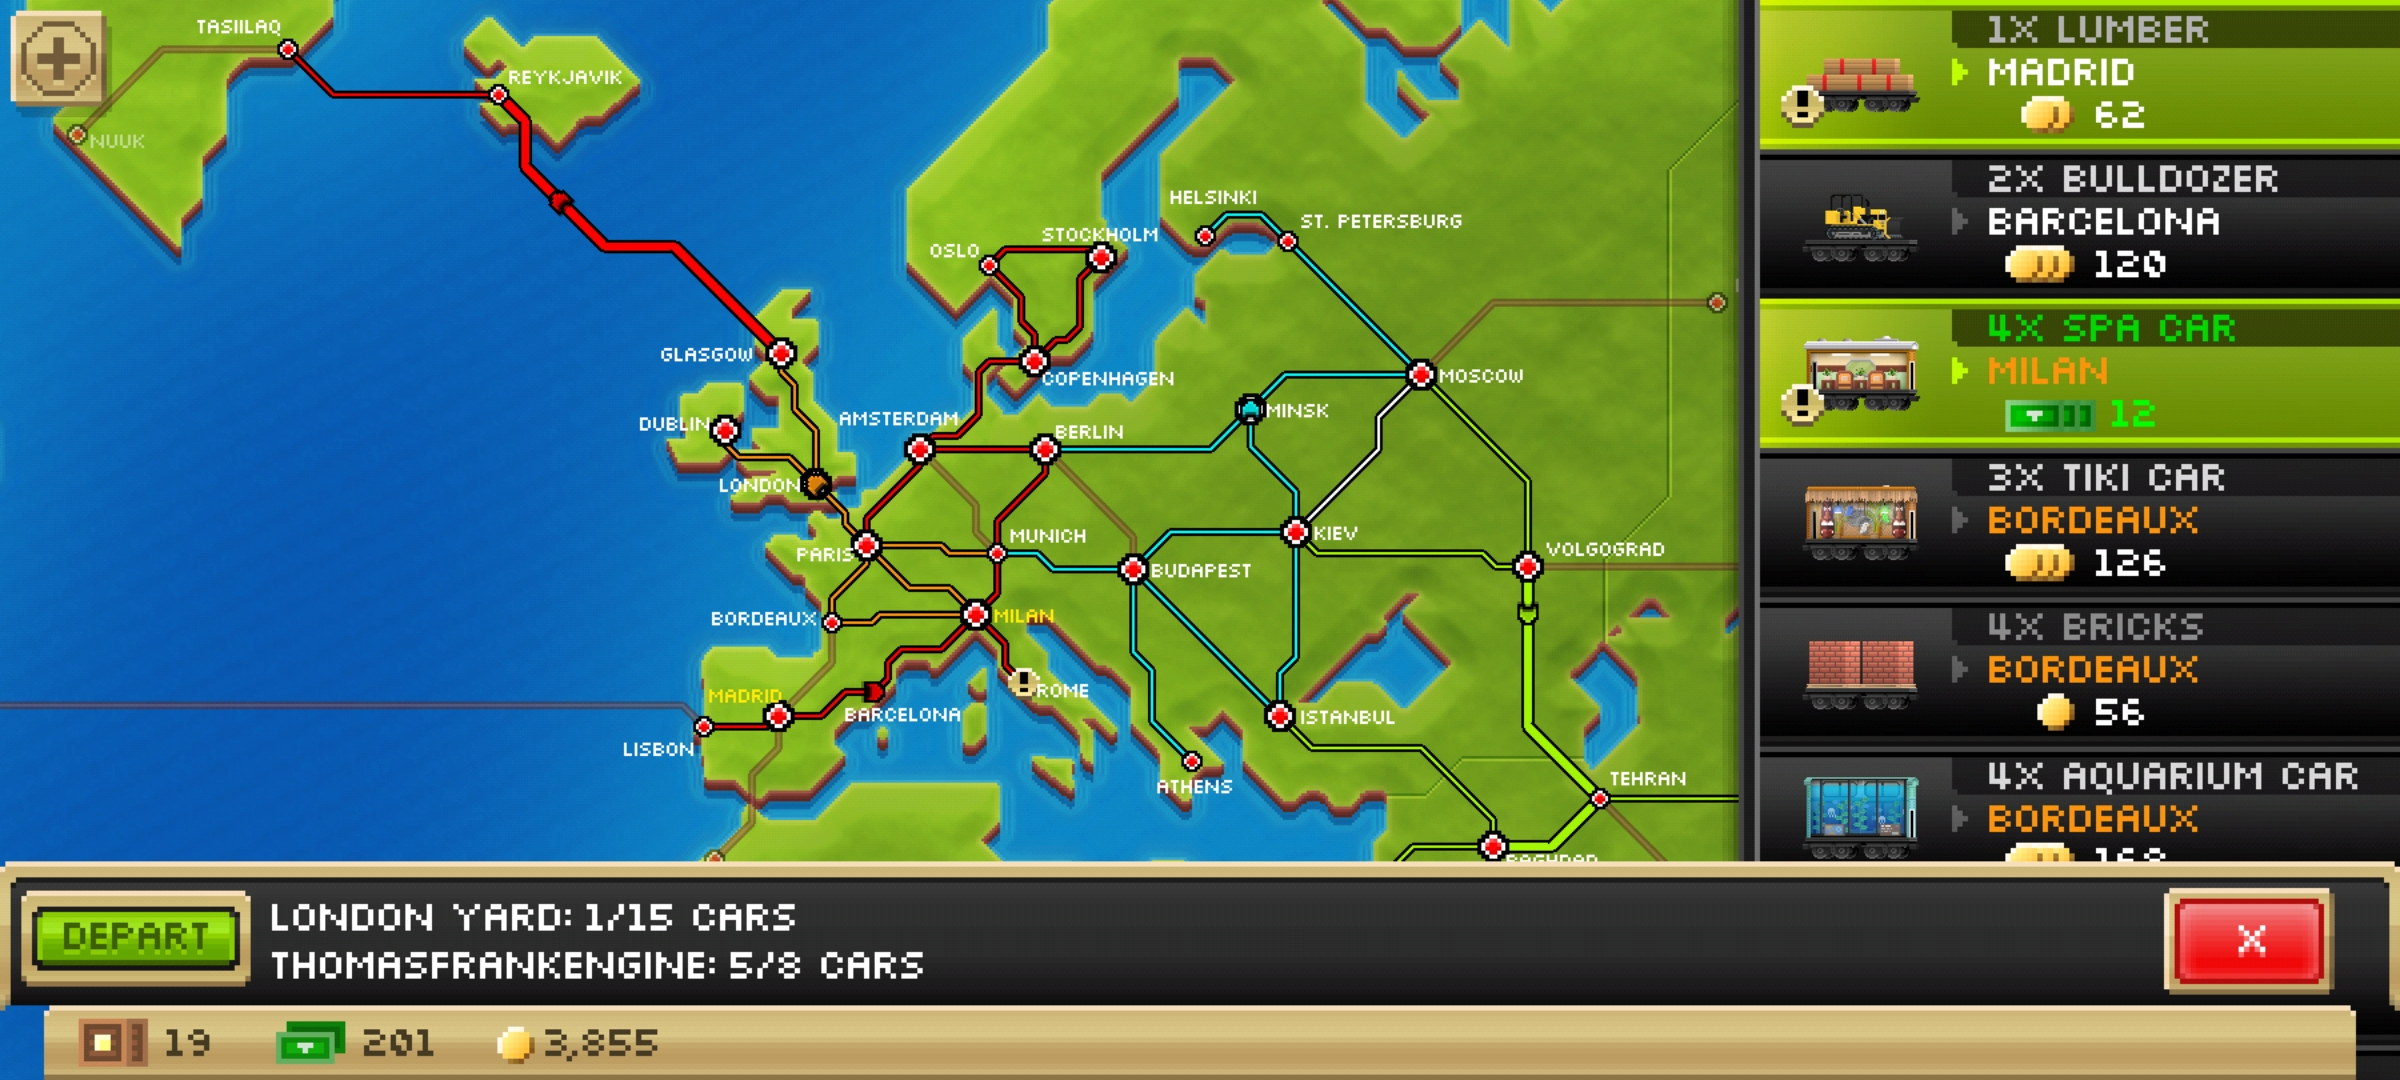 TASIILAQ
REYKJAVIK
NUUK
HELSINKI
ST. PETERSBURG
STOCKHOLM
OSLO
GLASGOW
COPENHAGEN
MOSCOW
DUBLIN
AMSTERDAM
BERLIN
MINSK
LONDON
PARIS
MUNICH
KIEV
BUDAPEST
VOLGOGRAD
BORDEAUX
MILAN
MADRID
ROME
BARCELONA
ISTANBUL
LISBON
ATHENS
TEHRAN
BAGHDAD
1X LUMBER
MADRID
62
2X BULLDOZER
BARCELONA
120
4X SPA CAR
MILAN
12
3X TIKI CAR
BORDEAUX
126
4X BRICKS
BORDEAUX
56
4X AQUARIUM CAR
BORDEAUX
168
DEPART
LONDON YARD: 1/15 CARS
THOMASFRANKENGINE: 5/8 CARS
X
19
201
3,855